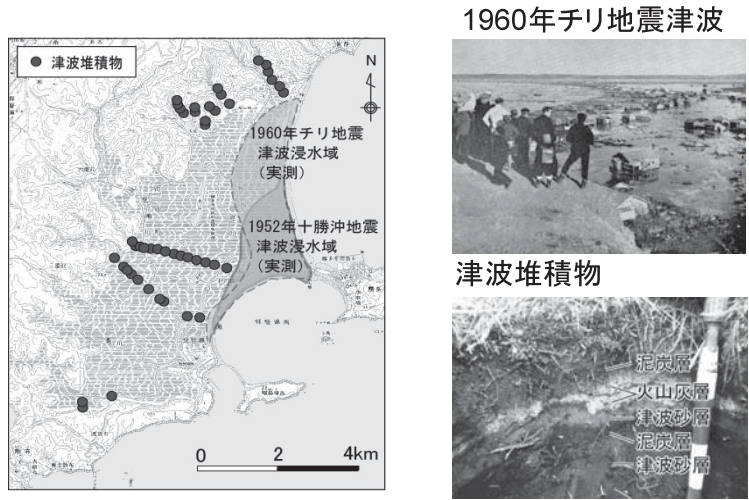 1960年チリ地震津波
津波堆積物
N
1960年チリ地震
津波浸水域
(実測)
1952年十勝沖地震
津波浸水域
(実測)
0 2 4km
津波堆積物
泥炭層
火山灰層
津波砂層
泥炭層
津波砂層